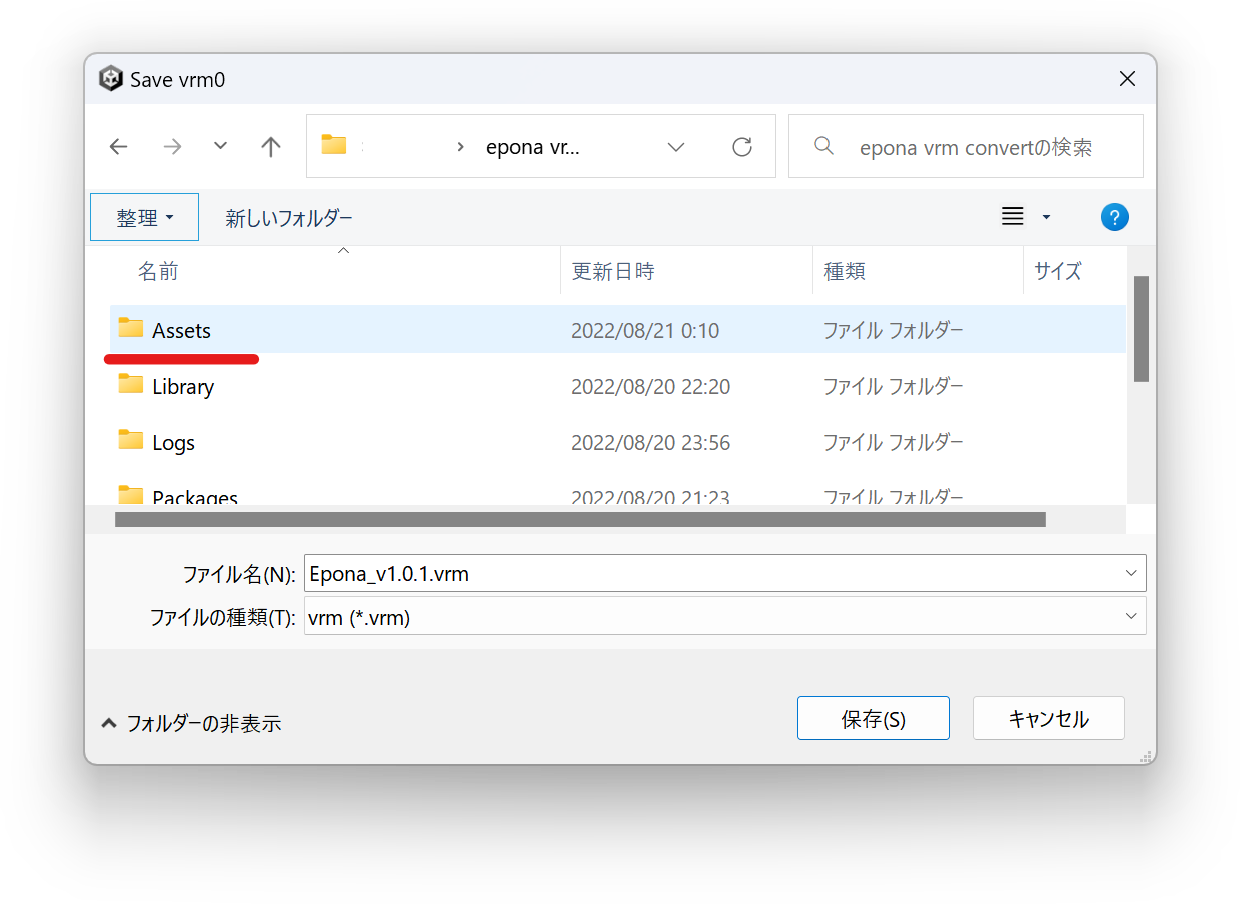 Save vrm0
epona vr...
epona vrm convertの検索
整理
新しいフォルダー
名前 更新日時 種類 サイズ
Assets 2022/08/21 0:10 ファイル フォルダー
Library 2022/08/20 22:20 ファイル フォルダー
Logs 2022/08/20 23:56 ファイル フォルダー
Packages 2022/08/20 21:23 ファイル フォルダー
ファイル名(N): Epona_v1.0.1.vrm
ファイルの種類(T): vrm (*.vrm)
フォルダーの非表示
保存(S)
キャンセル